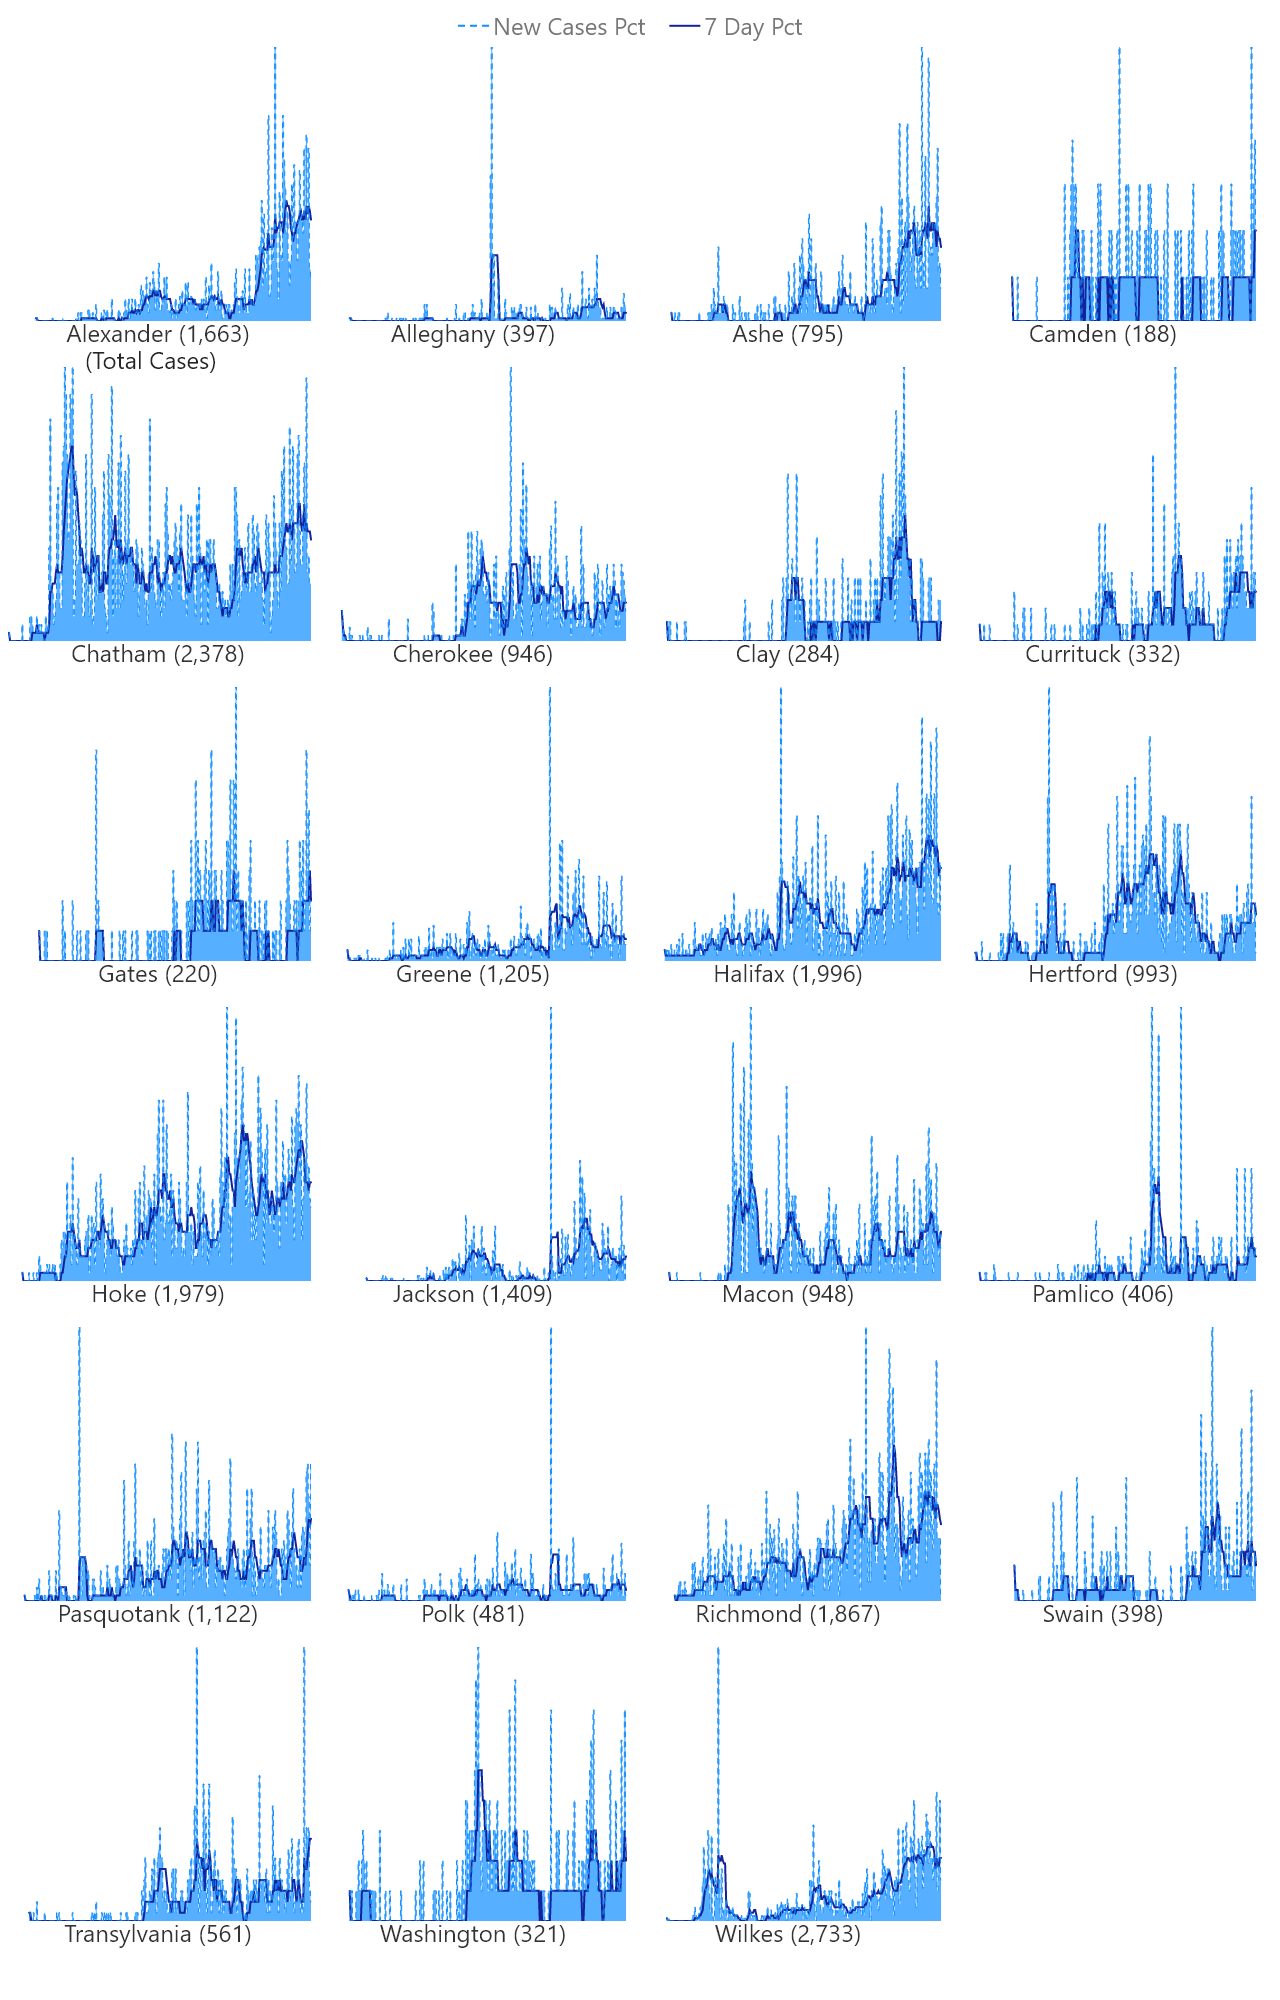 New Cases Pct 7 Day Pct
Alexander (1,663) Alleghany (397) Ashe (795) Camden (188)
(Total Cases)
Chatham (2,378) Cherokee (946) Clay (284) Currituck (332)
Gates (220) Greene (1,205) Halifax (1,996) Hertford (993)
Hoke (1,979) Jackson (1,409) Macon (948) Pamlico (406)
Pasquotank (1,122) Polk (481) Richmond (1,867) Swain (398)
Transylvania (561) Washington (321) Wilkes (2,733)